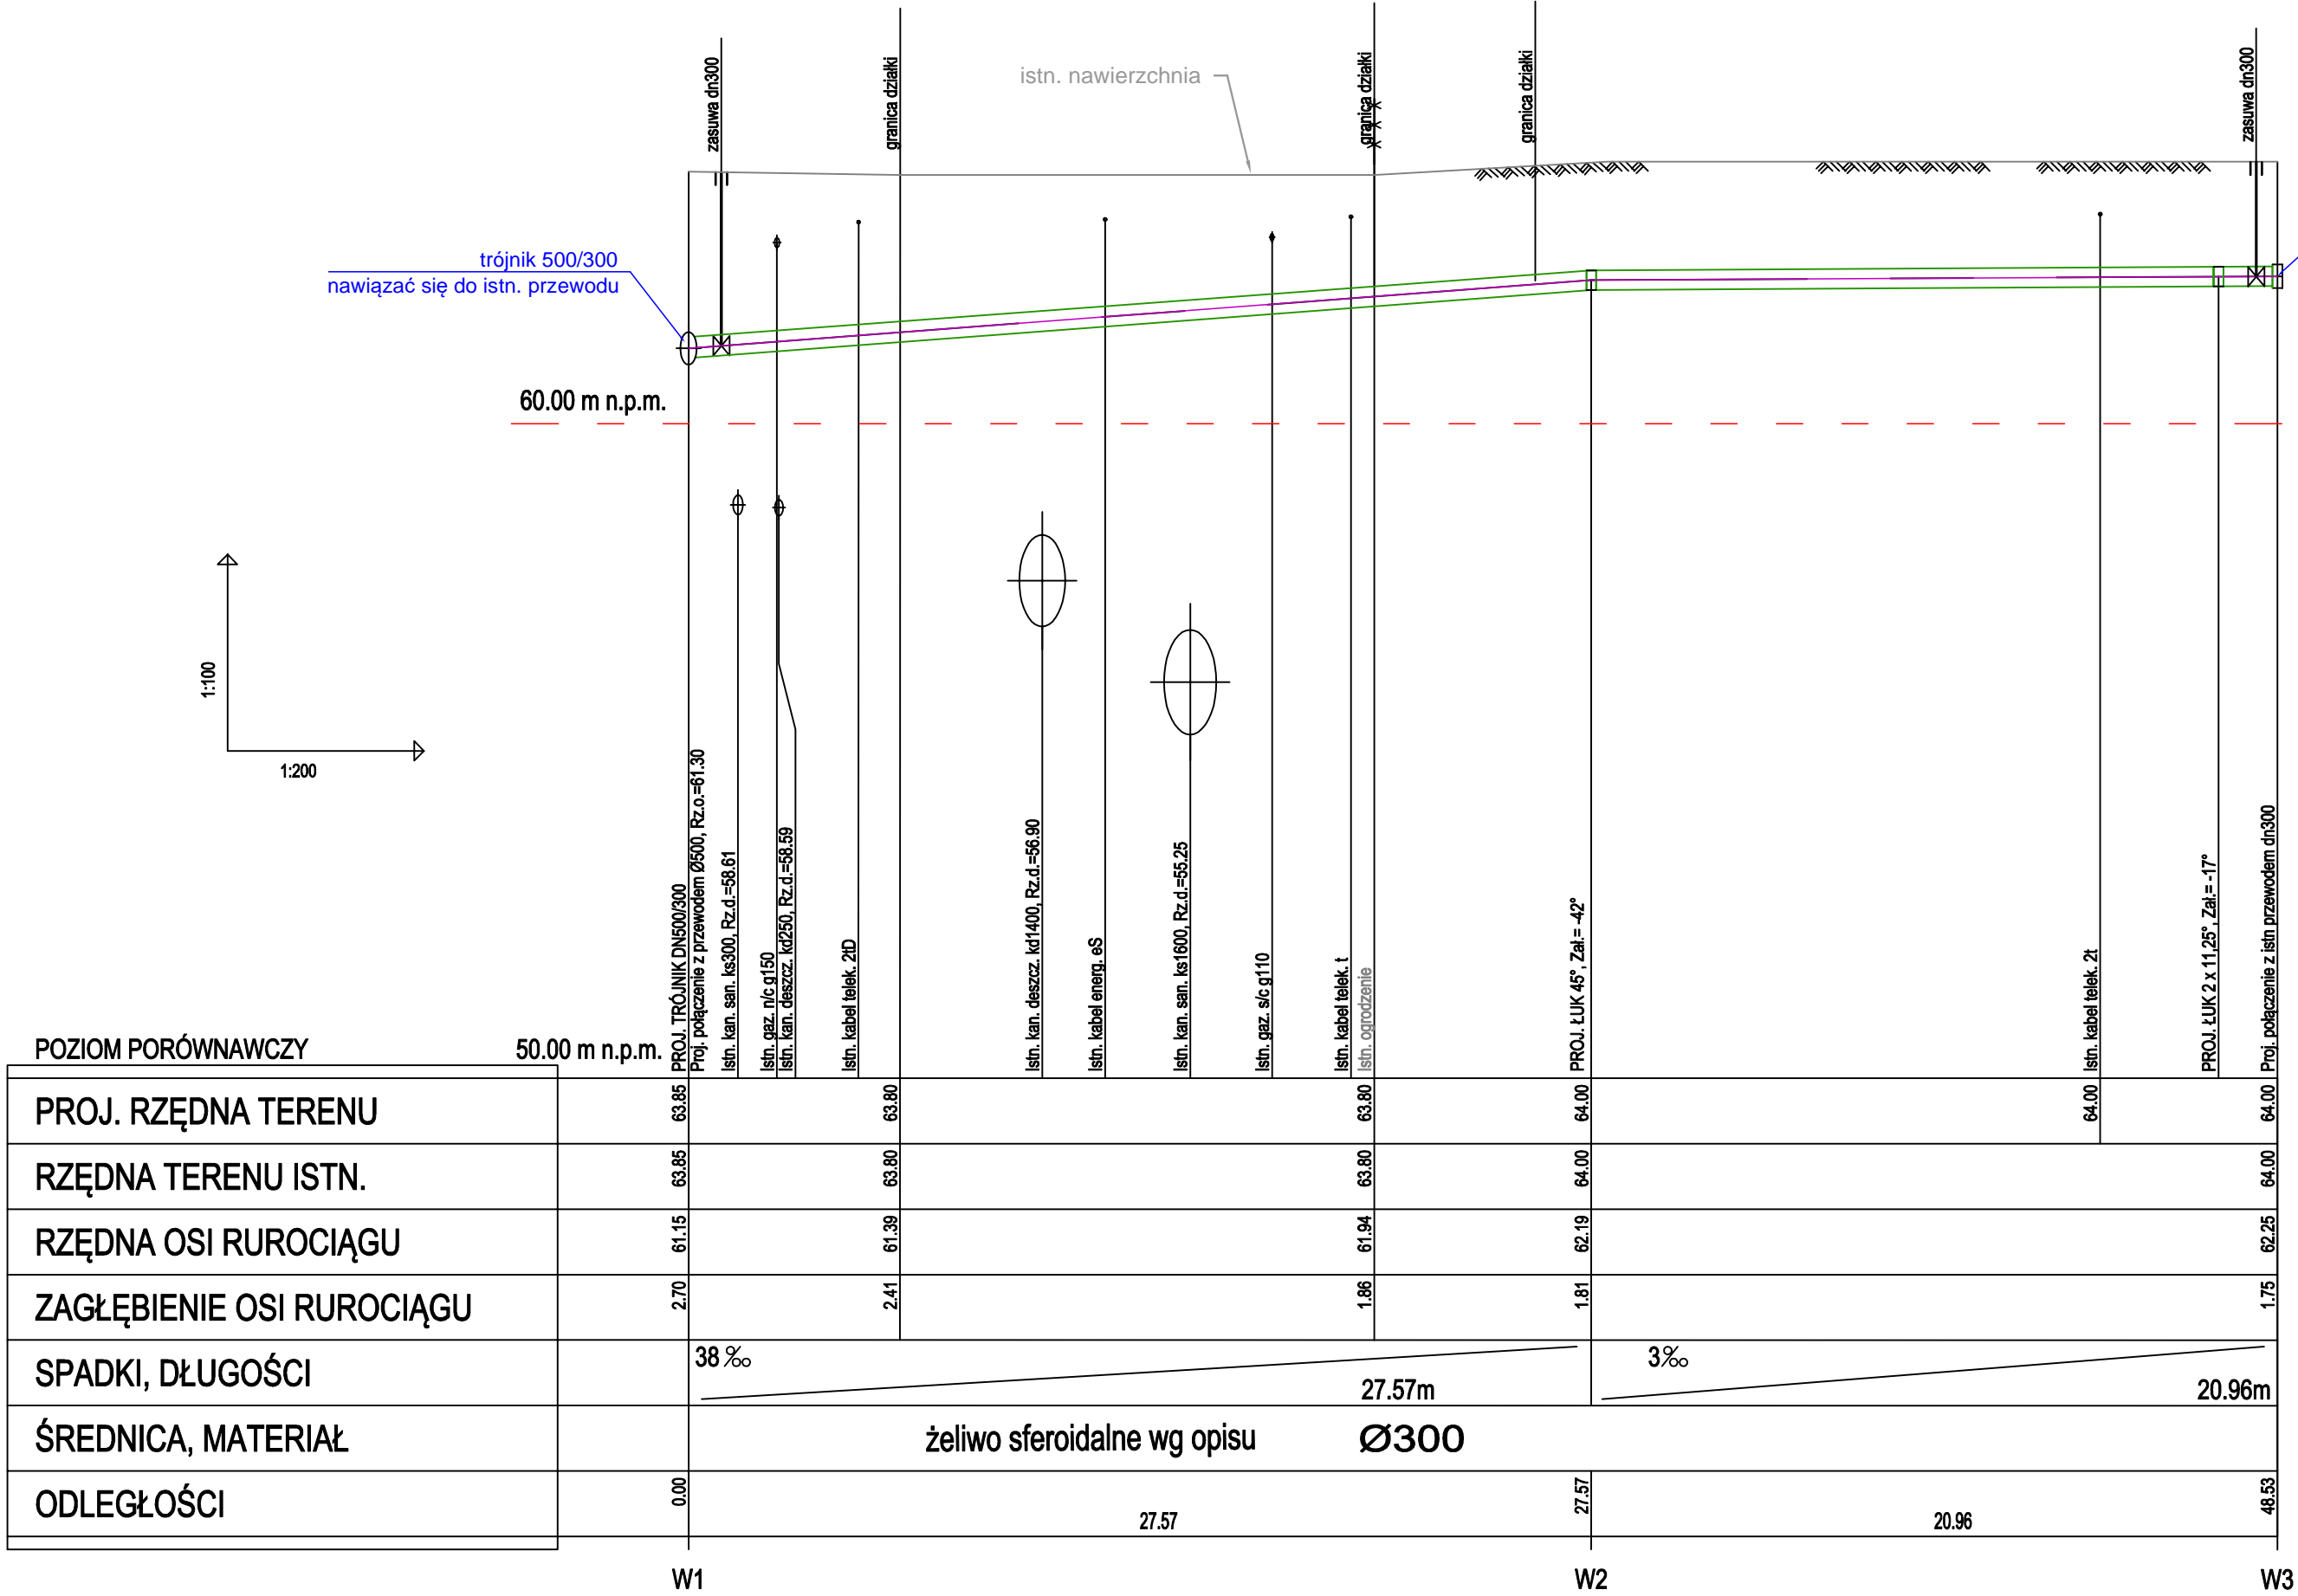 zasuwa dn300
granica działki
istn. nawierzchnia
granica działki
granica działki
zasuwa dn300
trójnik 500/300
nawiązać się do istn. przewodu
60.00 m n.p.m.
1:100
1:200
PROJ. TRÓJNIK DN500/300
Proj. połączenie z przewodem Ø500, Rz.o.=61.30
Istn. kan. san. ks300, Rz.d.=58.61
Istn. gaz. n/c g150
Istn. kan. deszcz. kd250, Rz.d.=58.59
Istn. kabel telek. 2tD
Istn. kan. deszcz. kd1400, Rz.d.=56.90
Istn. kabel energ. eS
Istn. kan. san. ks1600, Rz.d.=55.25
Istn. gaz. s/c g110
Istn. kabel telek. t
Istn. ogrodzenie
PROJ. ŁUK 45°, Zał.= -42°
Istn. kabel telek. 2t
PROJ. ŁUK 2 x 11,25°, Zał.= -17°
Proj. połączenie z istn przewodem dn300
POZIOM PORÓWNAWCZY 50.00 m n.p.m.
PROJ. RZĘDNA TERENU 63.85 63.80 63.80 64.00 64.00 64.00
RZĘDNA TERENU ISTN. 63.85 63.80 63.80 64.00 64.00
RZĘDNA OSI RUROCIĄGU 61.15 61.39 61.94 62.19 62.25
ZAGŁĘBIENIE OSI RUROCIĄGU 2.70 2.41 1.86 1.81 1.75
SPADKI, DŁUGOŚCI 38 ‰ 27.57m 3‰ 20.96m
ŚREDNICA, MATERIAŁ żeliwo sferoidalne wg opisu Ø300
ODLEGŁOŚCI 0.00 27.57 27.57 20.96 48.53
W1 W2 W3